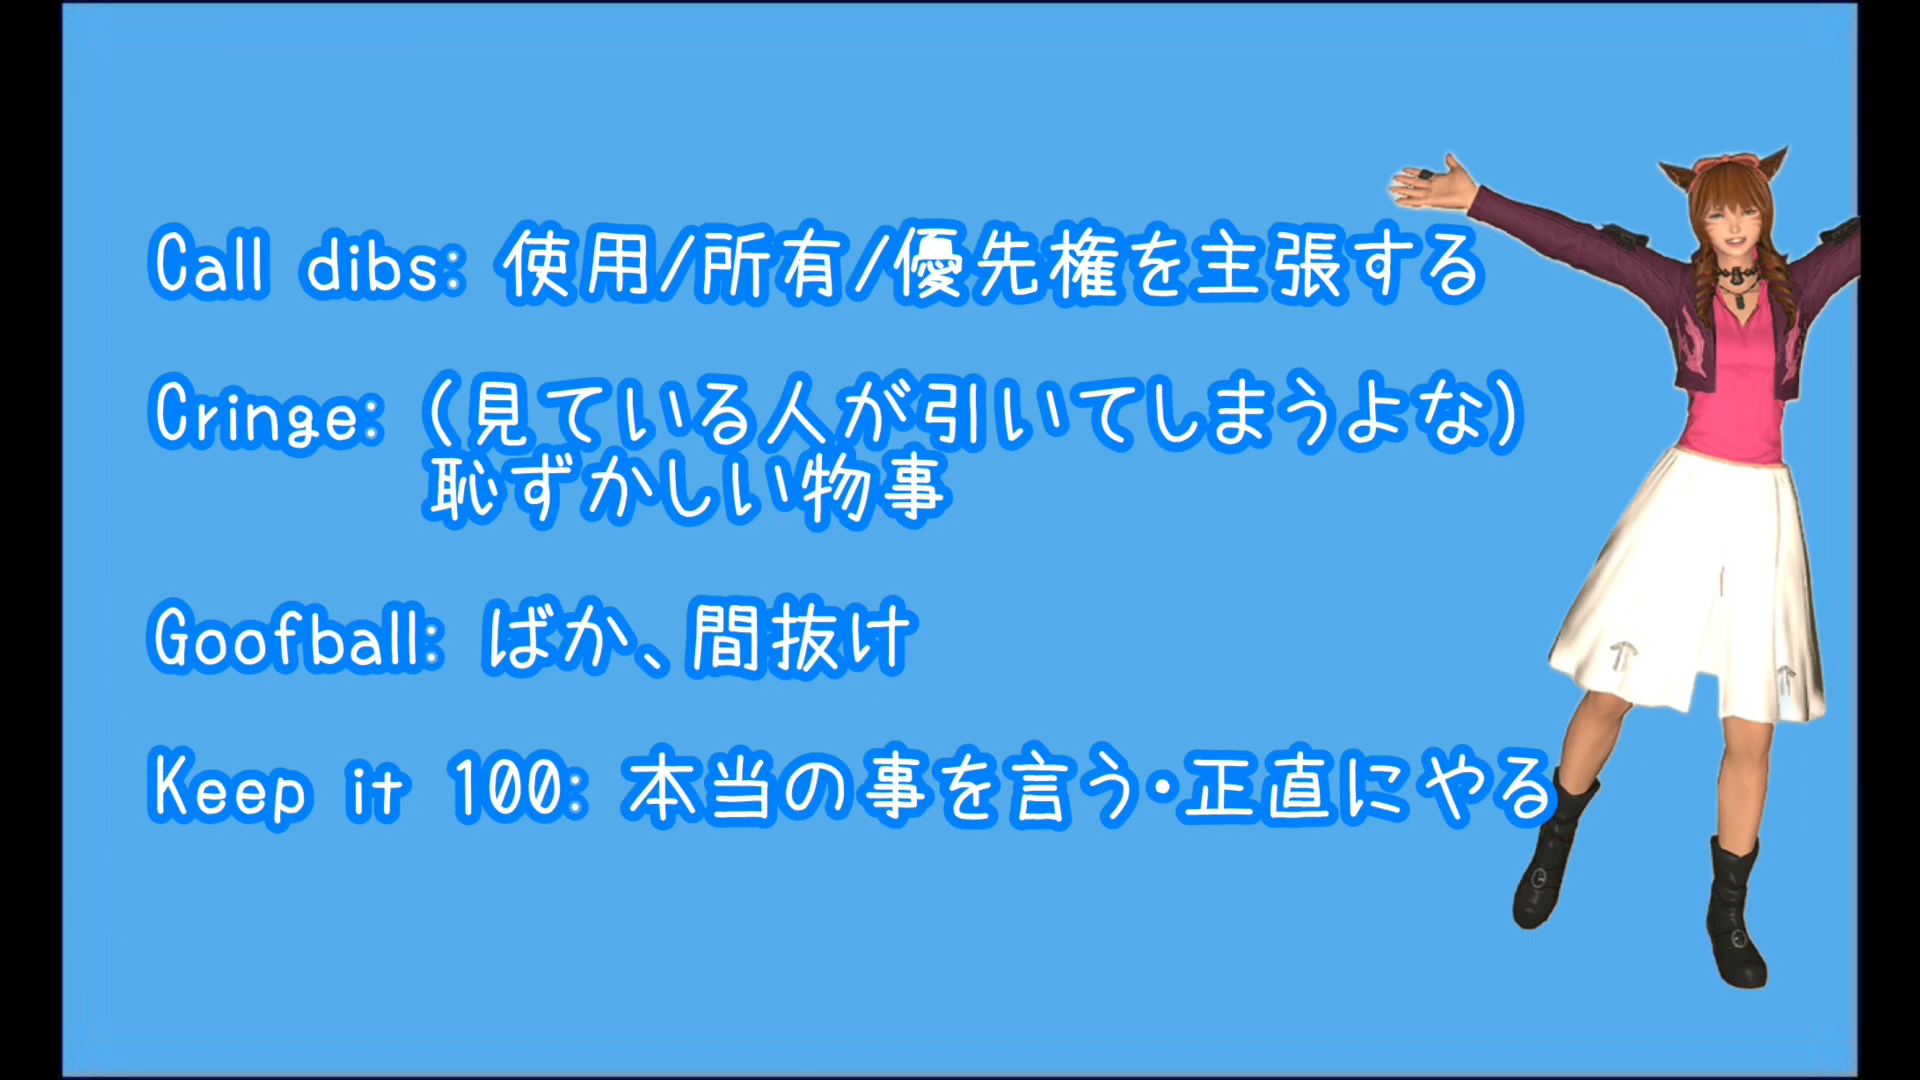 Call dibs: 使用/所有/優先権を主張する
Cringe: (見ている人が引いてしまうよな)
恥ずかしい物事
Goofball: ばか、間抜け
Keep it 100: 本当の事を言う・正直にやる